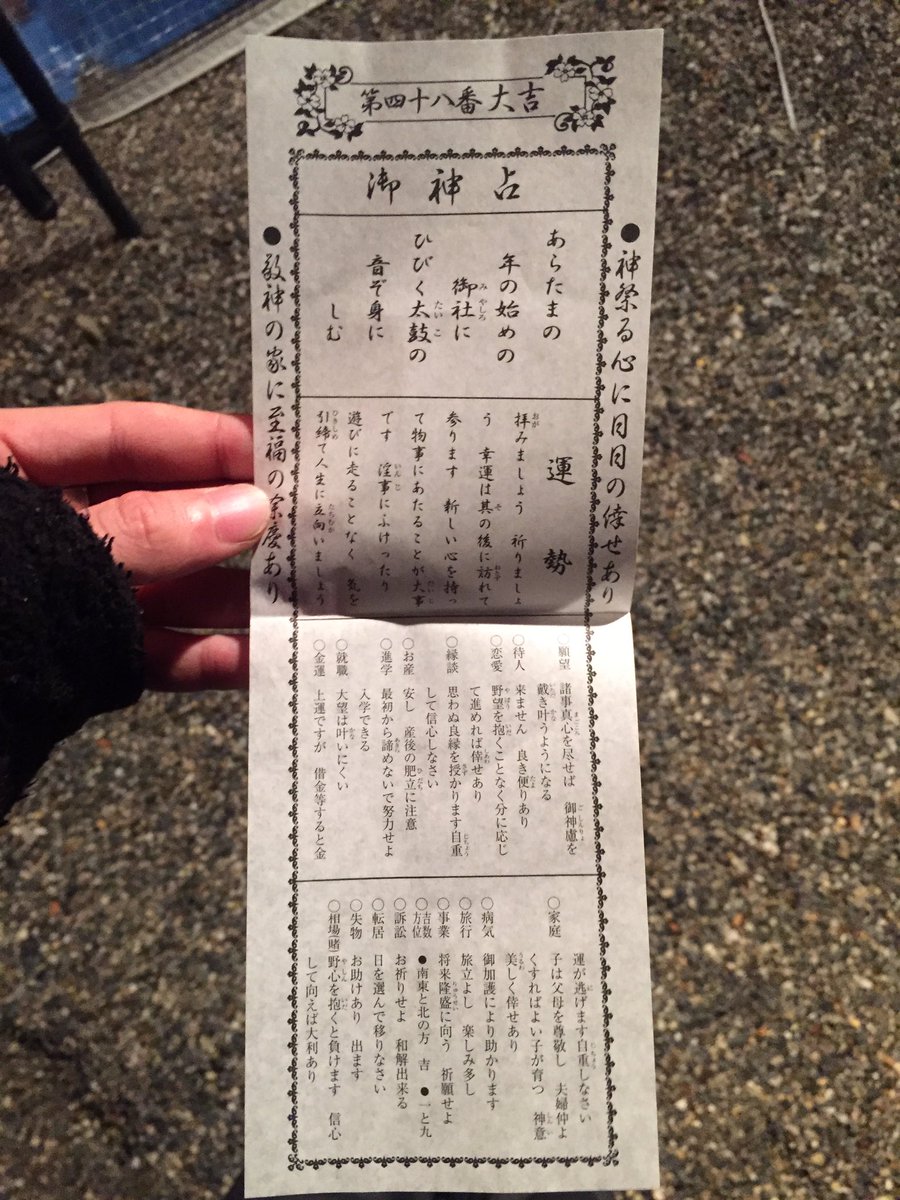 第四十八番 大吉
御神占
●神祭る心に日日の倖せあり
あらたまの
年の始めの
御社に
ひびく太鼓の
音ぞ身に
しむ
●敬神の家に至福の余慶あり
運勢
拝みましょう 祈りましょ
う 幸運は其の後に訪れて
参ります 新しい心を持っ
て物事にあたることが大事
です 淫事にふけったり
遊びに走ることなく 気を
引緒て人生に立向いましょう
○願望 諸事真心を尽せば 御神慮を
戴き叶うようになる
○待人 来ません 良き便りあり
○恋愛 野望を抱くことなく分に応じ
て進めれば倖せあり
○縁談 思わぬ良縁を授かります自重
して信心しなさい
○お産 安し 産後の肥立に注意
○進学 最初から諦めないで努力せよ
入学できる
○就職 大望は叶いにくい
○金運 上運ですが 借金等すると金
運が逃げます自重しなさい
○家庭 子は父母を尊敬し 夫婦仲よ
くすればよい子が育つ 神意
美しく倖せあり
○病気 御加護により助かります
○旅行 旅立よし 楽しみ多し
○事業 将来隆盛に向う 祈願せよ
○吉数方位 ●南東と北の方 吉 ●一と九
○訴訟 お祈りせよ 和解出来る
○転居 日を選んで移りなさい
○失物 お助けあり 出ます
○相場賭 野心を抱くと負けます 信心
して向えば大利あり